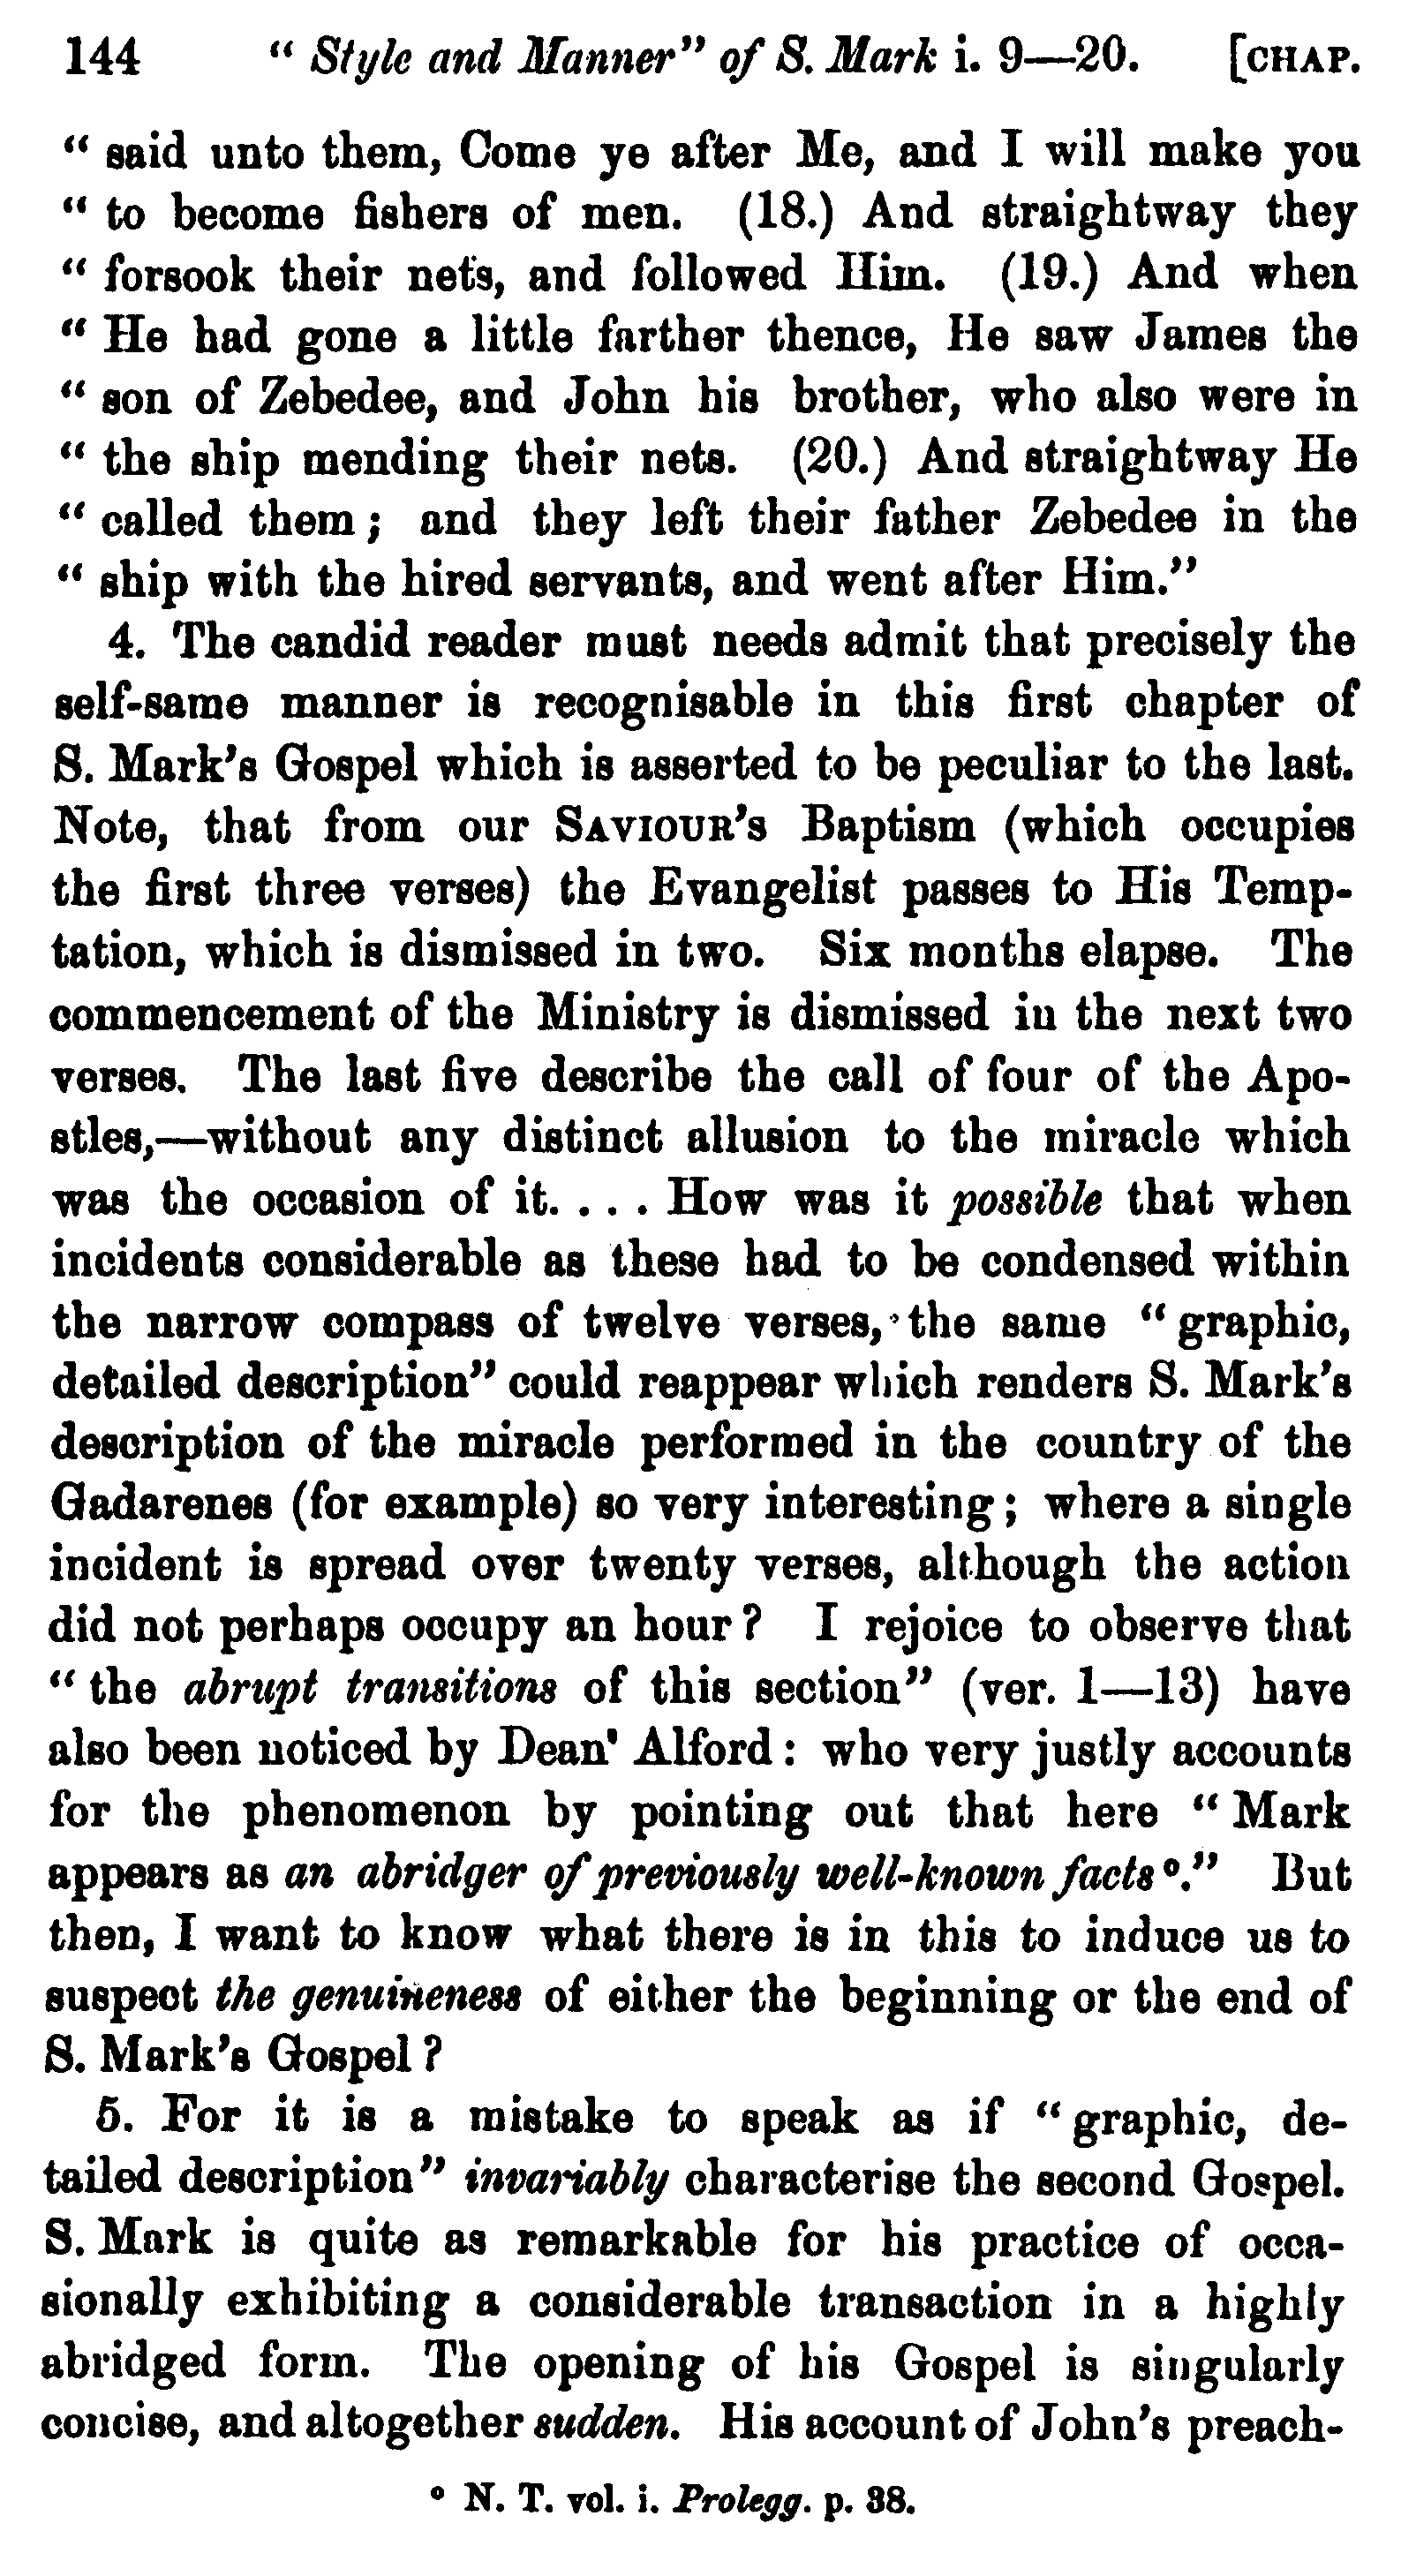 144 “ Style and Manner” of S. Mark i. 9—20. [CHAP.
“ said unto them, Come ye after Me, and I will make you
“ to become fishers of men. (18.) And straightway they
“ forsook their nets, and followed Him. (19.) And when
“ He had gone a little farther thence, He saw James the
“ son of Zebedee, and John his brother, who also were in
“ the ship mending their nets. (20.) And straightway He
“ called them ; and they left their father Zebedee in the
“ ship with the hired servants, and went after Him.”
4. The candid reader must needs admit that precisely the
self-same manner is recognisable in this first chapter of
S. Mark’s Gospel which is asserted to be peculiar to the last.
Note, that from our SAVIOUR’s Baptism (which occupies
the first three verses) the Evangelist passes to His Temp-
tation, which is dismissed in two. Six months elapse. The
commencement of the Ministry is dismissed in the next two
verses. The last five describe the call of four of the Apo-
stles,—without any distinct allusion to the miracle which
was the occasion of it. . . . How was it possible that when
incidents considerable as these had to be condensed within
the narrow compass of twelve verses, the same “ graphic,
detailed description” could reappear which renders S. Mark’s
description of the miracle performed in the country of the
Gadarenes (for example) so very interesting ; where a single
incident is spread over twenty verses, although the action
did not perhaps occupy an hour ? I rejoice to observe that
“ the abrupt transitions of this section” (ver. 1—13) have
also been noticed by Dean Alford : who very justly accounts
for the phenomenon by pointing out that here “ Mark
appears as an abridger of previously well-known facts o.” But
then, I want to know what there is in this to induce us to
suspect the genuineness of either the beginning or the end of
S. Mark’s Gospel ?
5. For it is a mistake to speak as if “ graphic, de-
tailed description” invariably characterise the second Gospel.
S. Mark is quite as remarkable for his practice of occa-
sionally exhibiting a considerable transaction in a highly
abridged form. The opening of his Gospel is singularly
concise, and altogether sudden. His account of John’s preach-
o N. T. vol. i. Prolegg. p. 38.